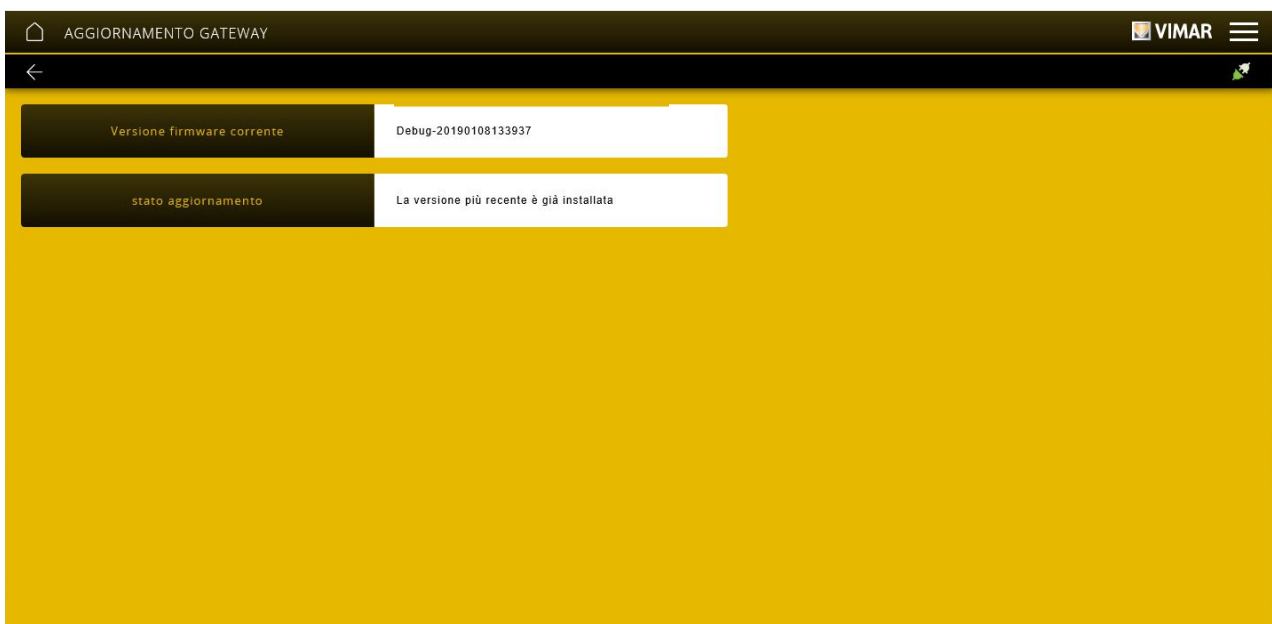 AGGIORNAMENTO GATEWAY
VIMAR
Versione firmware corrente
Debug-20190108133937
stato aggiornamento
La versione più recente è già installata